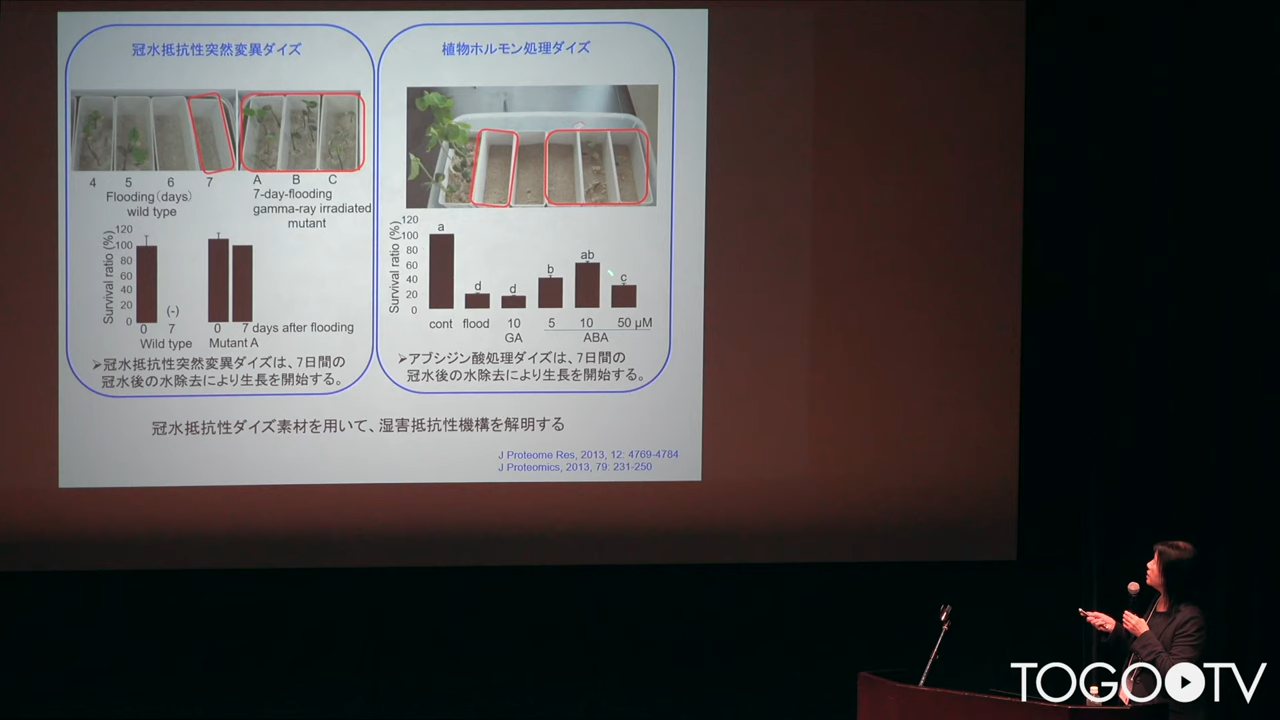 冠水抵抗性突然変異ダイズ
4 5 6 7
Flooding (days)
wild type
A B C
7-day-flooding
gamma-ray irradiated
mutant
Survival ratio (%)
120
100
80
60
40
20
0
(-)
0 7 0 7 days after flooding
Wild type Mutant A
➢冠水抵抗性突然変異ダイズは、7日間の
冠水後の水除去により生長を開始する。
植物ホルモン処理ダイズ
Survival ratio (%)
120
100
80
60
40
20
0
a d d b ab c
cont flood 10 5 10 50 μM
GA ABA
➢アブシジン酸処理ダイズは、7日間の
冠水後の水除去により生長を開始する。
冠水抵抗性ダイズ素材を用いて、湿害抵抗性機構を解明する
J Proteome Res, 2013, 12: 4769-4784
J Proteomics, 2013, 79: 231-250
TOGO TV